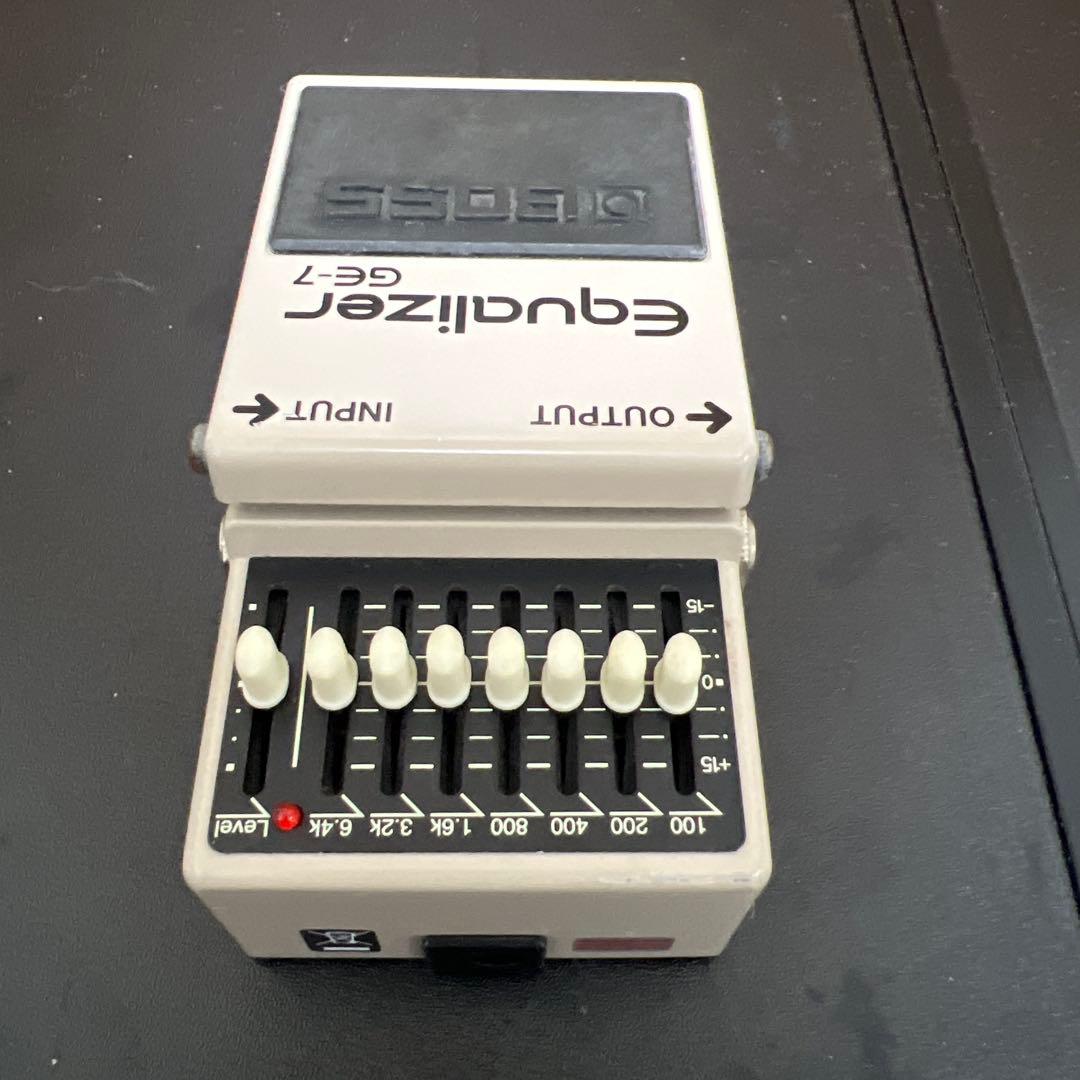 100 200 400 800 1.6k 3.2k 6.4k Level
+15
0
-15
← OUTPUT INPUT ←
Equalizer
GE-7
BOSS